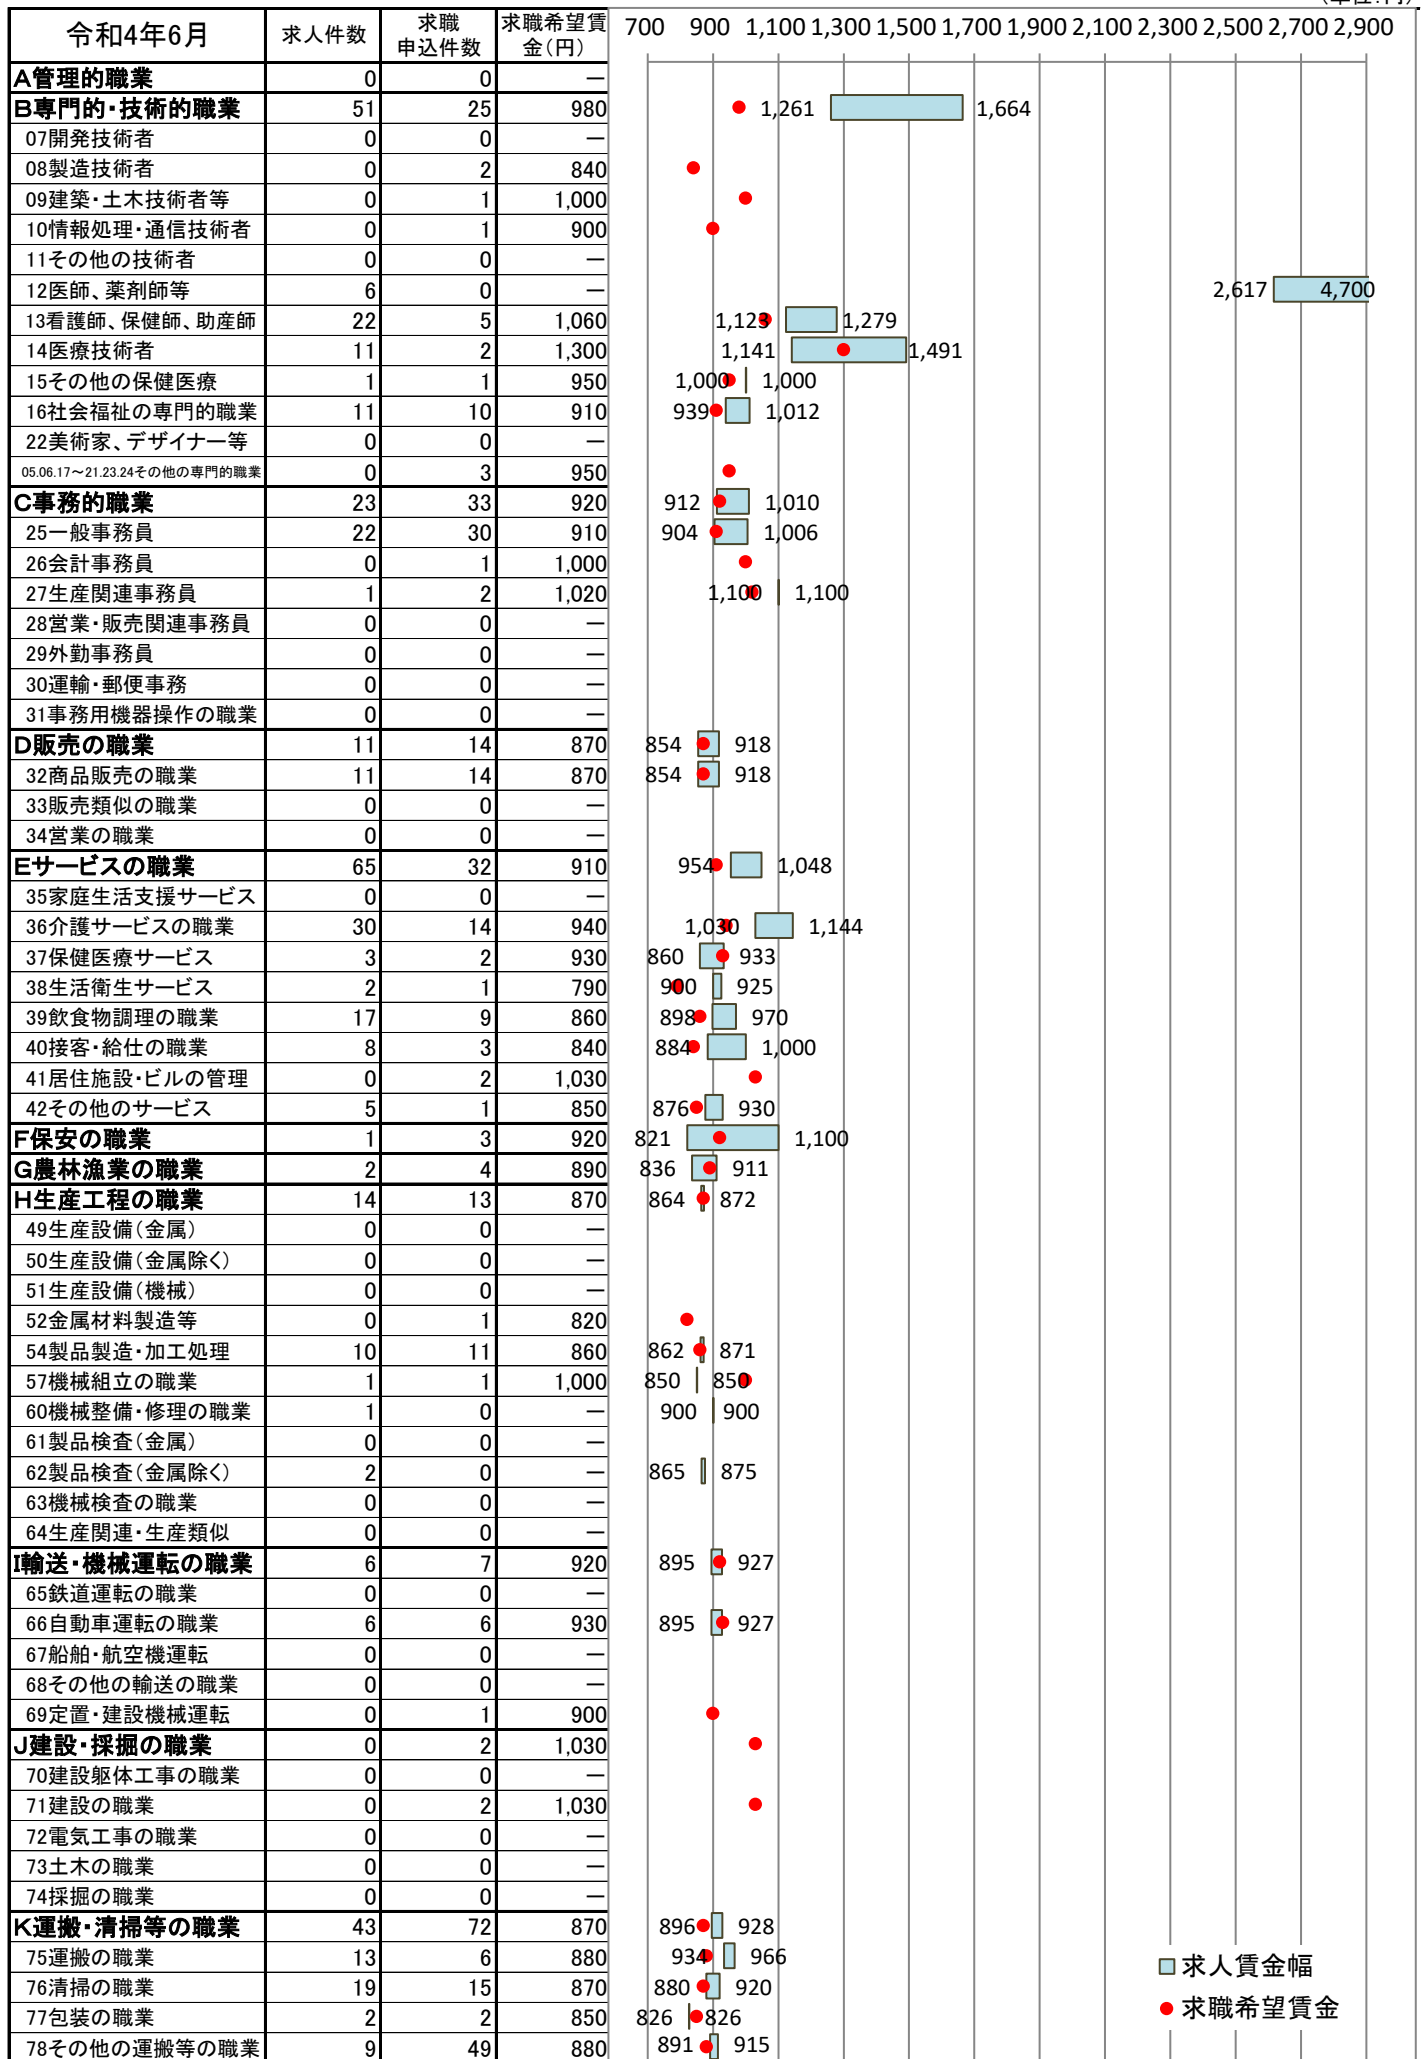 令和4年6月 求人件数 求職申込件数 求職希望賃金(円) 700 900 1,100 1,300 1,500 1,700 1,900 2,100 2,300 2,500 2,700 2,900
A管理的職業 0 0 ー
B専門的・技術的職業 51 25 980 1,261 1,664
07開発技術者 0 0 ー
08製造技術者 0 2 840
09建築・土木技術者等 0 1 1,000
10情報処理・通信技術者 0 1 900
11その他の技術者 0 0 ー
12医師、薬剤師等 6 0 ー 2,617 4,700
13看護師、保健師、助産師 22 5 1,060 1,123 1,279
14医療技術者 11 2 1,300 1,141 1,491
15その他の保健医療 1 1 950 1,000 1,000
16社会福祉の専門的職業 11 10 910 939 1,012
22美術家、デザイナー等 0 0 ー
05.06.17～21.23.24その他の専門的職業 0 3 950
C事務的職業 23 33 920 912 1,010
25一般事務員 22 30 910 904 1,006
26会計事務員 0 1 1,000
27生産関連事務員 1 2 1,020 1,100 1,100
28営業・販売関連事務員 0 0 ー
29外勤事務員 0 0 ー
30運輸・郵便事務 0 0 ー
31事務用機器操作の職業 0 0 ー
D販売の職業 11 14 870 854 918
32商品販売の職業 11 14 870 854 918
33販売類似の職業 0 0 ー
34営業の職業 0 0 ー
Eサービスの職業 65 32 910 954 1,048
35家庭生活支援サービス 0 0 ー
36介護サービスの職業 30 14 940 1,030 1,144
37保健医療サービス 3 2 930 860 933
38生活衛生サービス 2 1 790 900 925
39飲食物調理の職業 17 9 860 898 970
40接客・給仕の職業 8 3 840 884 1,000
41居住施設・ビルの管理 0 2 1,030
42その他のサービス 5 1 850 876 930
F保安の職業 1 3 920 821 1,100
G農林漁業の職業 2 4 890 836 911
H生産工程の職業 14 13 870 864 872
49生産設備(金属) 0 0 ー
50生産設備(金属除く) 0 0 ー
51生産設備(機械) 0 0 ー
52金属材料製造等 0 1 820
54製品製造・加工処理 10 11 860 862 871
57機械組立の職業 1 1 1,000 850 850
60機械整備・修理の職業 1 0 ー 900 900
61製品検査(金属) 0 0 ー
62製品検査(金属除く) 2 0 ー 865 875
63機械検査の職業 0 0 ー
64生産関連・生産類似 0 0 ー
I輸送・機械運転の職業 6 7 920 895 927
65鉄道運転の職業 0 0 ー
66自動車運転の職業 6 6 930 895 927
67船舶・航空機運転 0 0 ー
68その他の輸送の職業 0 0 ー
69定置・建設機械運転 0 1 900
J建設・採掘の職業 0 2 1,030
70建設躯体工事の職業 0 0 ー
71建設の職業 0 2 1,030
72電気工事の職業 0 0 ー
73土木の職業 0 0 ー
74採掘の職業 0 0 ー
K運搬・清掃等の職業 43 72 870 896 928
75運搬の職業 13 6 880 934 966
76清掃の職業 19 15 870 880 920
77包装の職業 2 2 850 826 826
78その他の運搬等の職業 9 49 880 891 915
求人賃金幅
求職希望賃金